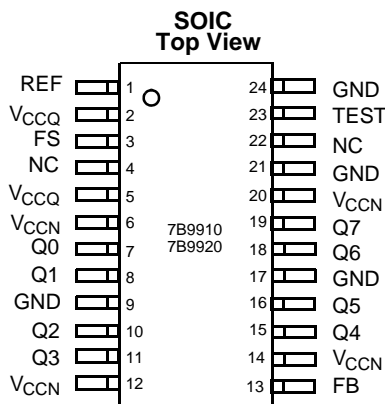 SOIC
Top View
REF 1 24 GND
VCCQ 2 23 TEST
FS 3 22 NC
NC 4 21 GND
VCCQ 5 20 VCCN
VCCN 6 19 Q7
7B9910
Q0 7 18 Q6
7B9920
Q1 8 17 GND
GND 9 16 Q5
Q2 10 15 Q4
Q3 11 14 VCCN
VCCN 12 13 FB